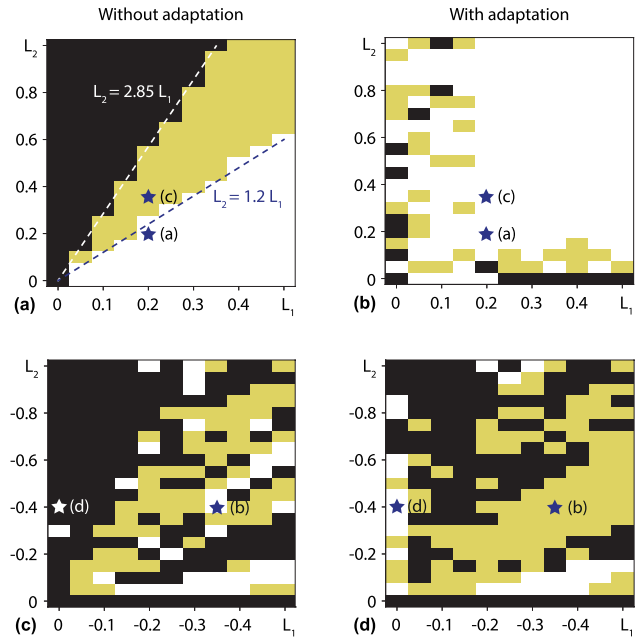 Without adaptation
With adaptation
L2
0.8
0.6
0.4
0.2
0
L2 = 2.85 L1
L2 = 1.2 L1
(c)
(a)
(a)
0
0.1
0.2
0.3
0.4
L1
L2
0.8
0.6
0.4
0.2
0
(c)
(a)
(b)
0
0.1
0.2
0.3
0.4
L1
L2
-0.8
-0.6
-0.4
-0.2
0
(d)
(b)
(c)
0
-0.1
-0.2
-0.3
-0.4
L1
L2
-0.8
-0.6
-0.4
-0.2
0
(d)
(b)
(d)
0
-0.1
-0.2
-0.3
-0.4
L1